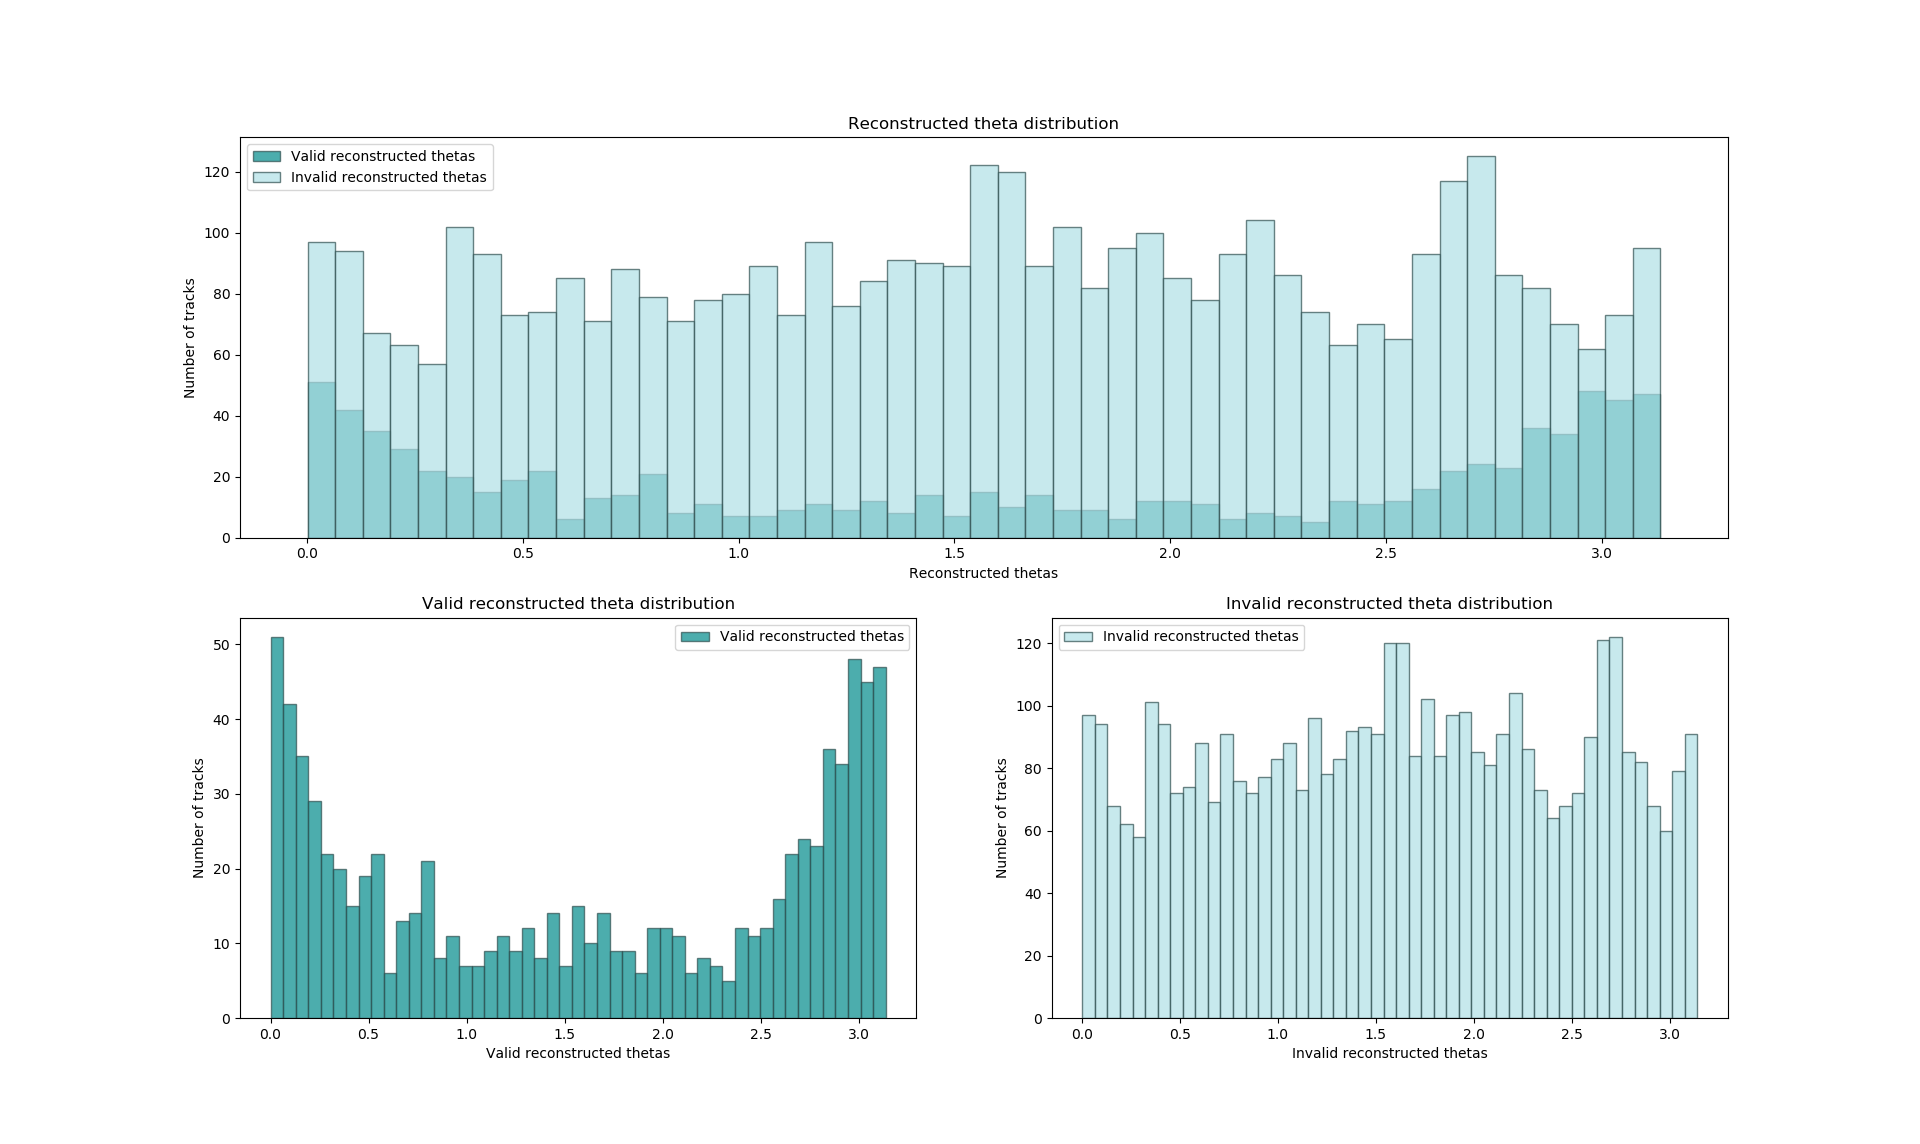 Reconstructed theta distribution
Valid reconstructed thetas
Invalid reconstructed thetas
Number of tracks
120
100
80
60
40
20
0
0.0 0.5 1.0 1.5 2.0 2.5 3.0
Reconstructed thetas
Valid reconstructed theta distribution
Valid reconstructed thetas
Number of tracks
50
40
30
20
10
0
0.0 0.5 1.0 1.5 2.0 2.5 3.0
Valid reconstructed thetas
Invalid reconstructed theta distribution
Invalid reconstructed thetas
Number of tracks
120
100
80
60
40
20
0
0.0 0.5 1.0 1.5 2.0 2.5 3.0
Invalid reconstructed thetas